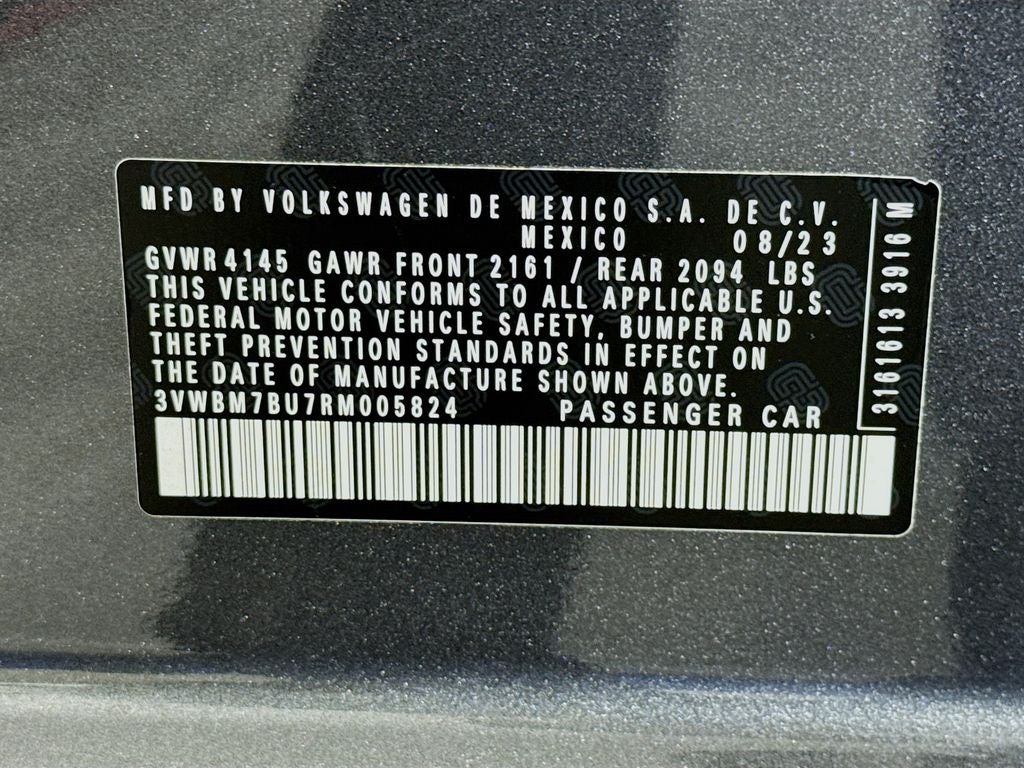 MFD BY VOLKSWAGEN DE MEXICO S.A. DE C.V.
MEXICO 08/23
GVWR 4145 GAWR FRONT 2161 / REAR 2094 LBS
THIS VEHICLE CONFORMS TO ALL APPLICABLE U.S.
FEDERAL MOTOR VEHICLE SAFETY, BUMPER AND
THEFT PREVENTION STANDARDS IN EFFECT ON
THE DATE OF MANUFACTURE SHOWN ABOVE.
3VWBM7BU7RM005824 PASSENGER CAR
3161613 3916 M